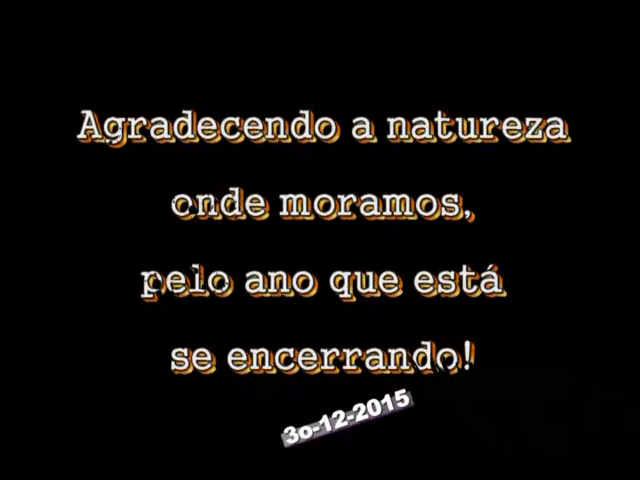 Agradecendo a natureza
onde moramos,
pelo ano que está
se encerrando!
3o-12-2015